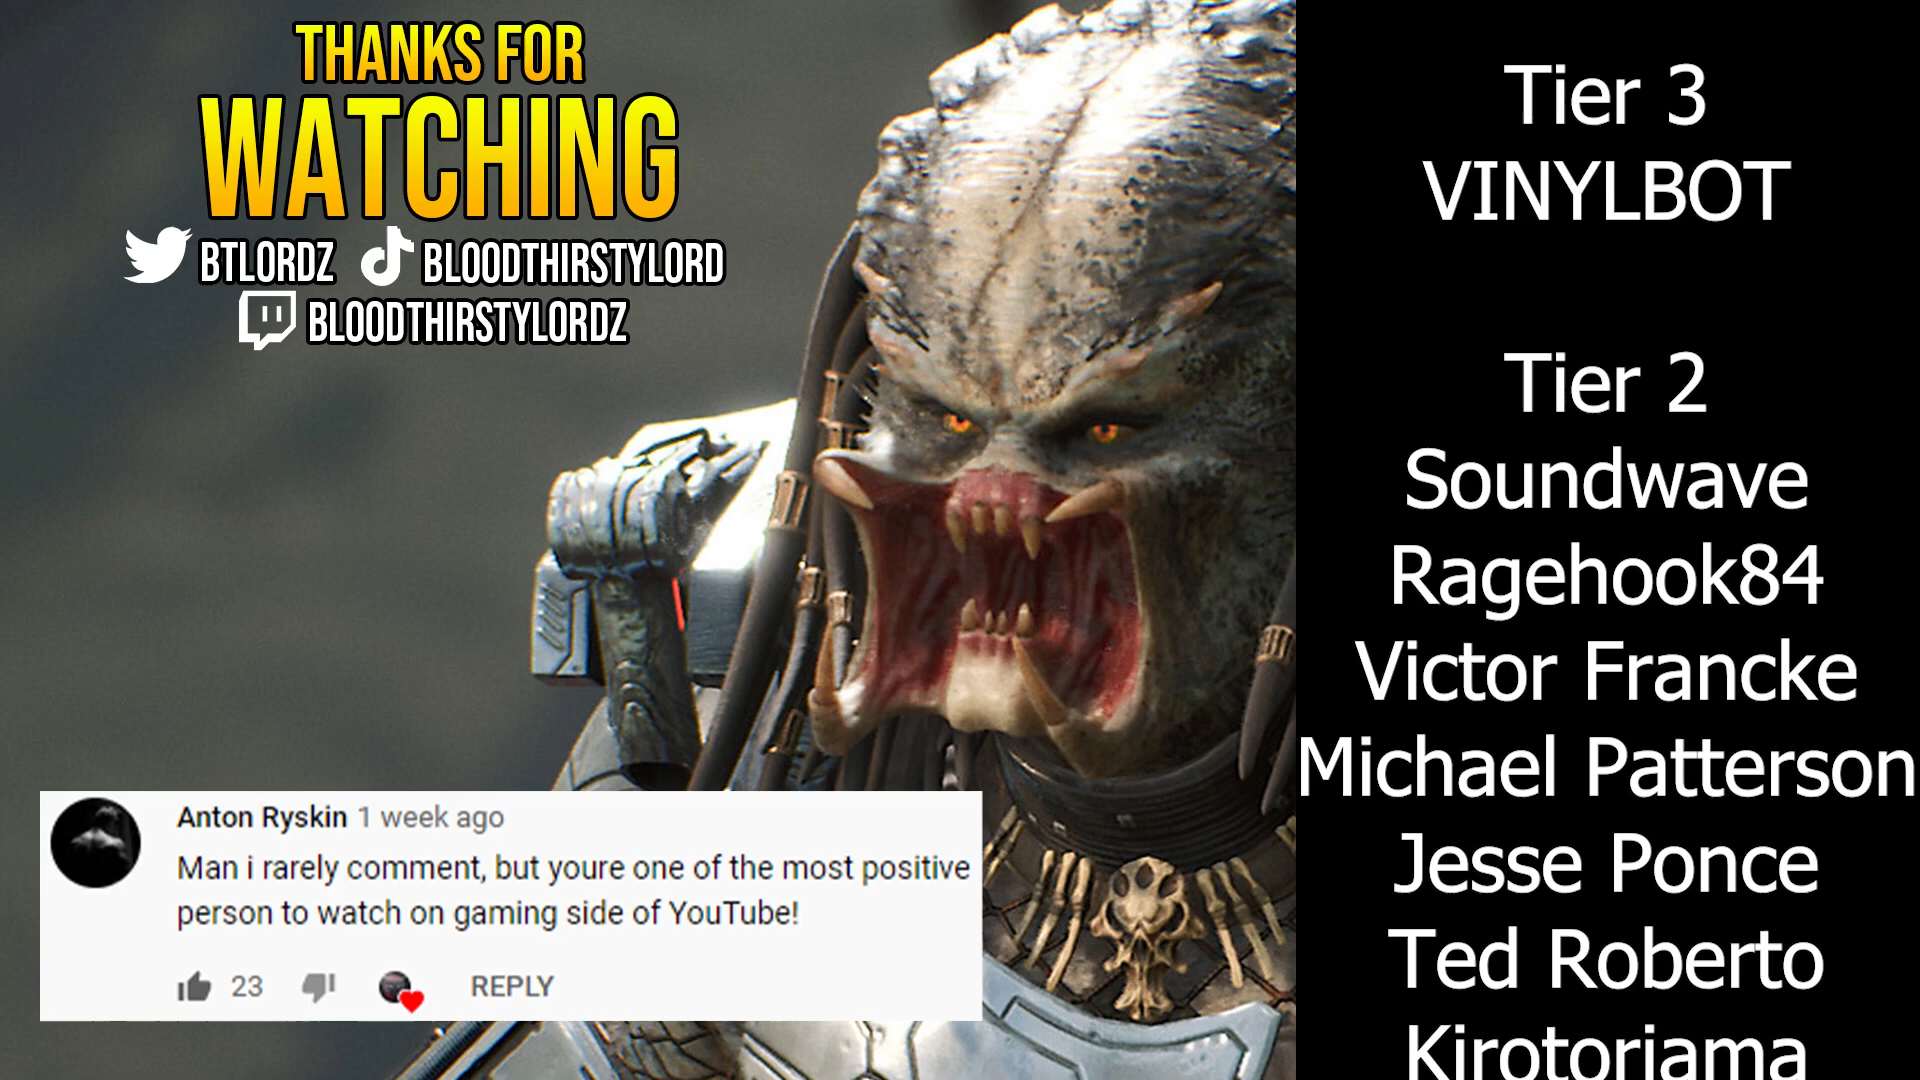 THANKS FOR
WATCHING
BTLORDZ BLOODTHIRSTYLORD
BLOODTHIRSTYLORDZ
Anton Ryskin 1 week ago
Man i rarely comment, but youre one of the most positive
person to watch on gaming side of YouTube!
23 REPLY
Tier 3
VINYLBOT
Tier 2
Soundwave
Ragehook84
Victor Francke
Michael Patterson
Jesse Ponce
Ted Roberto
Kirotoriama